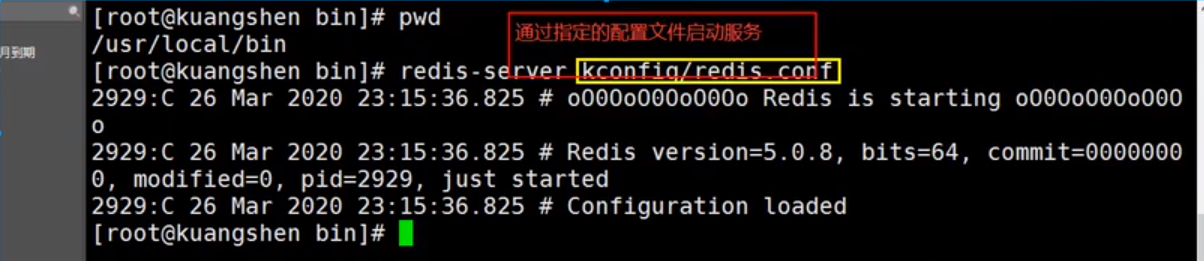 [root@kuangshen bin]# pwd
通过指定的配置文件启动服务
/usr/local/bin
月到期
[root@kuangshen bin]# redis-server kconfig/redis.conf
2929:C 26 Mar 2020 23:15:36.825 # oO0OoO0OoO0Oo Redis is starting oO0OoO0OoO0O
o
2929:C 26 Mar 2020 23:15:36.825 # Redis version=5.0.8, bits=64, commit=0000000
0, modified=0, pid=2929, just started
2929:C 26 Mar 2020 23:15:36.825 # Configuration loaded
[root@kuangshen bin]#